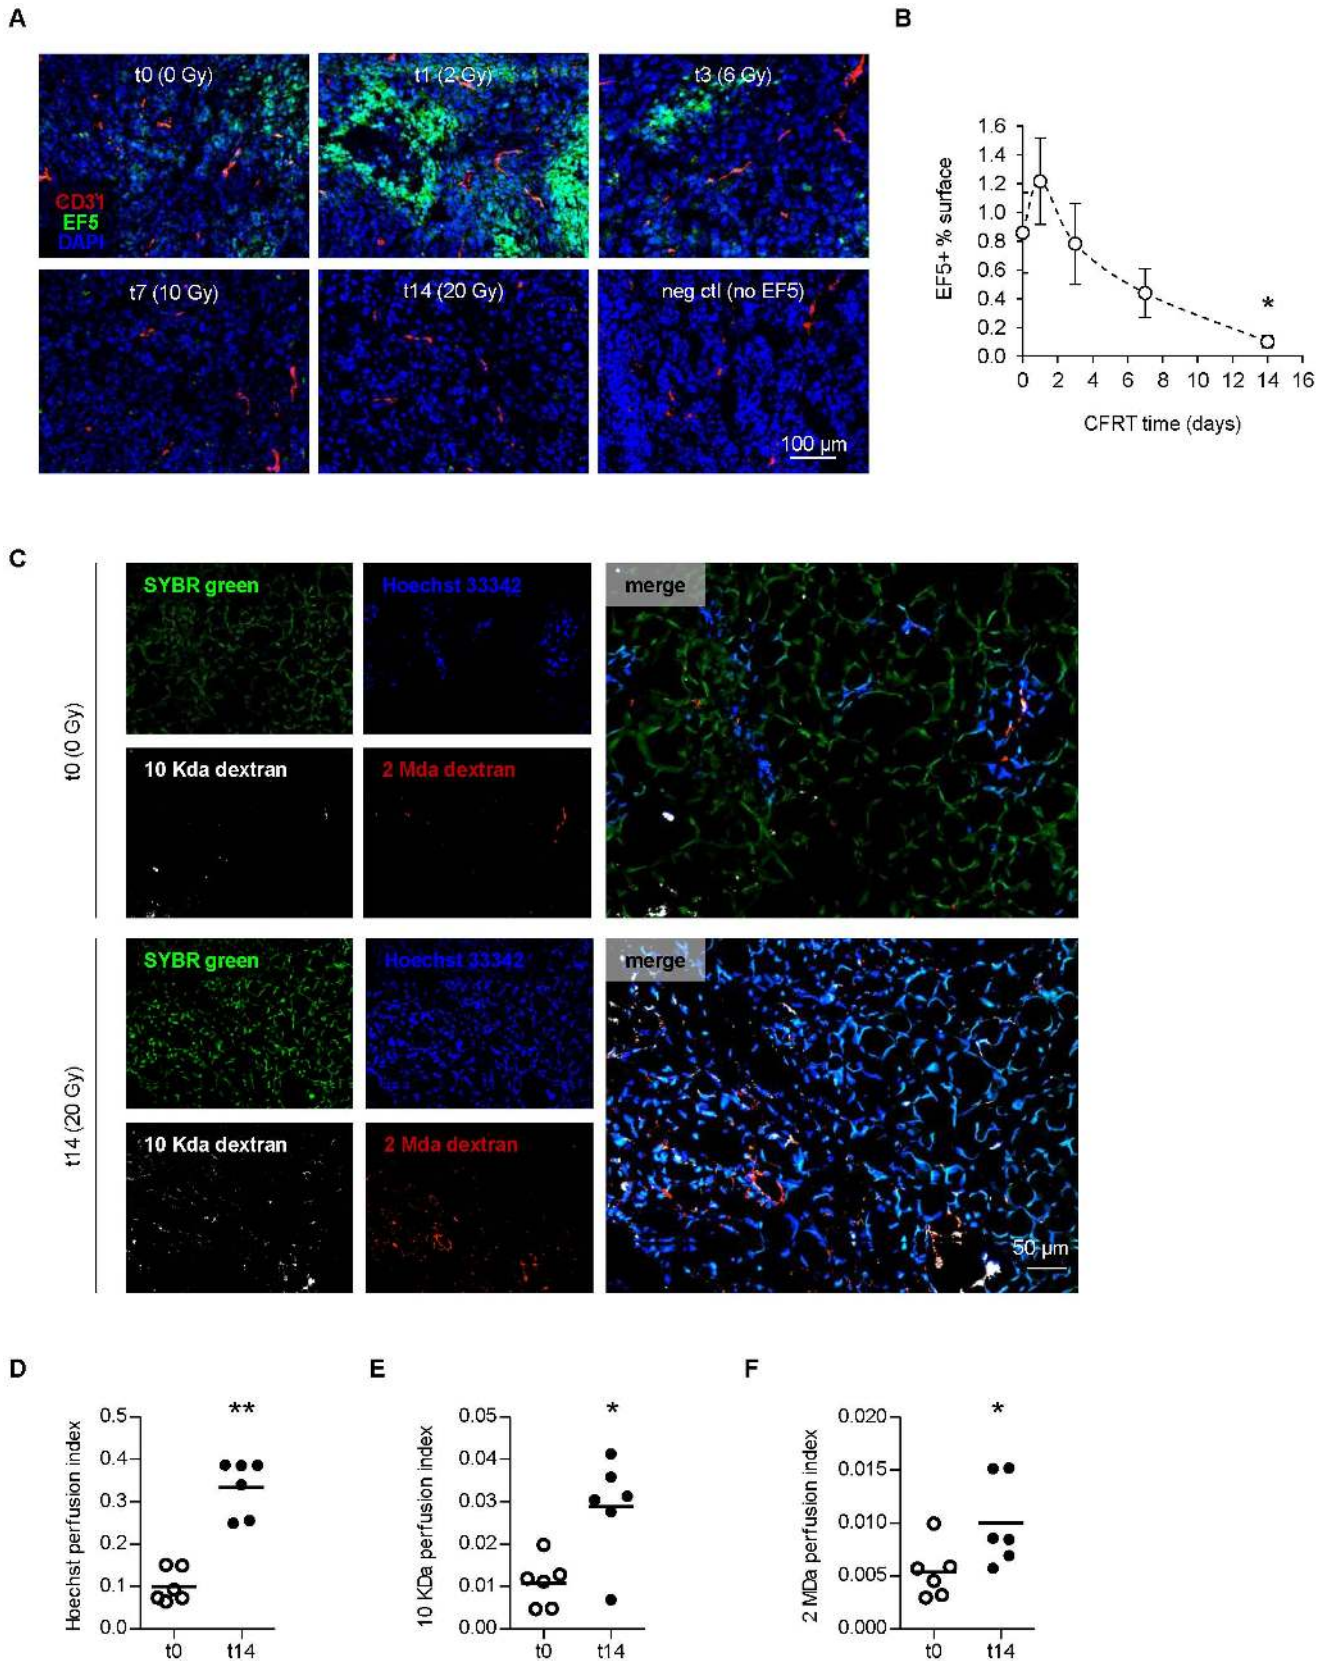 A
B
t0 (0 Gy)
t1 (2 Gy)
t3 (6 Gy)
CD31
EF5
DAPI
t7 (10 Gy)
t14 (20 Gy)
neg ctl (no EF5)
100 µm
EF5+ % surface
1.6
1.4
1.2
1.0
0.8
0.6
0.4
0.2
0.0
*
0 2 4 6 8 10 12 14 16
CFRT time (days)
C
t0 (0 Gy)
SYBR green
Hoechst 33342
merge
10 Kda dextran
2 Mda dextran
t14 (20 Gy)
SYBR green
Hoechst 33342
merge
10 Kda dextran
2 Mda dextran
50 µm
D
Hoechst perfusion index
0.5
0.4
0.3
0.2
0.1
0.0
**
t0 t14
E
10 KDa perfusion index
0.05
0.04
0.03
0.02
0.01
0.00
*
t0 t14
F
2 MDa perfusion index
0.020
0.015
0.010
0.005
0.000
*
t0 t14